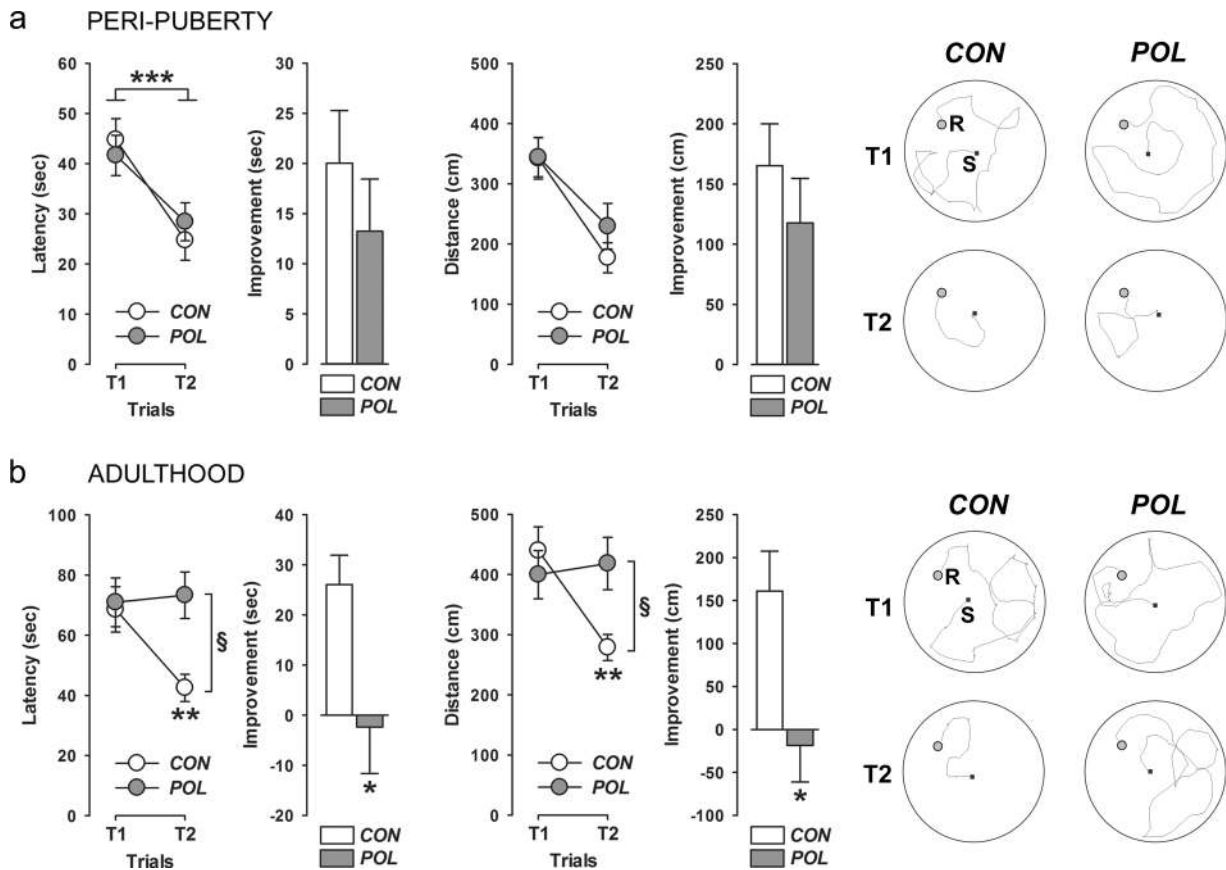 a PERI-PUBERTY
60
50
40
30
20
10
0
Latency (sec)
***
CON
POL
T1 T2
Trials
30
25
20
15
10
5
0
Improvement (sec)
CON
POL
500
400
300
200
100
0
Distance (cm)
CON
POL
T1 T2
Trials
250
200
150
100
50
0
Improvement (cm)
CON
POL
CON POL
T1
R
S
T2
b ADULTHOOD
100
80
60
40
20
0
Latency (sec)
§
**
CON
POL
T1 T2
Trials
40
30
20
10
0
-10
-20
Improvement (sec)
*
CON
POL
500
400
300
200
100
0
Distance (cm)
§
**
CON
POL
T1 T2
Trials
250
200
150
100
50
0
-50
-100
Improvement (cm)
*
CON
POL
CON POL
T1
R
S
T2